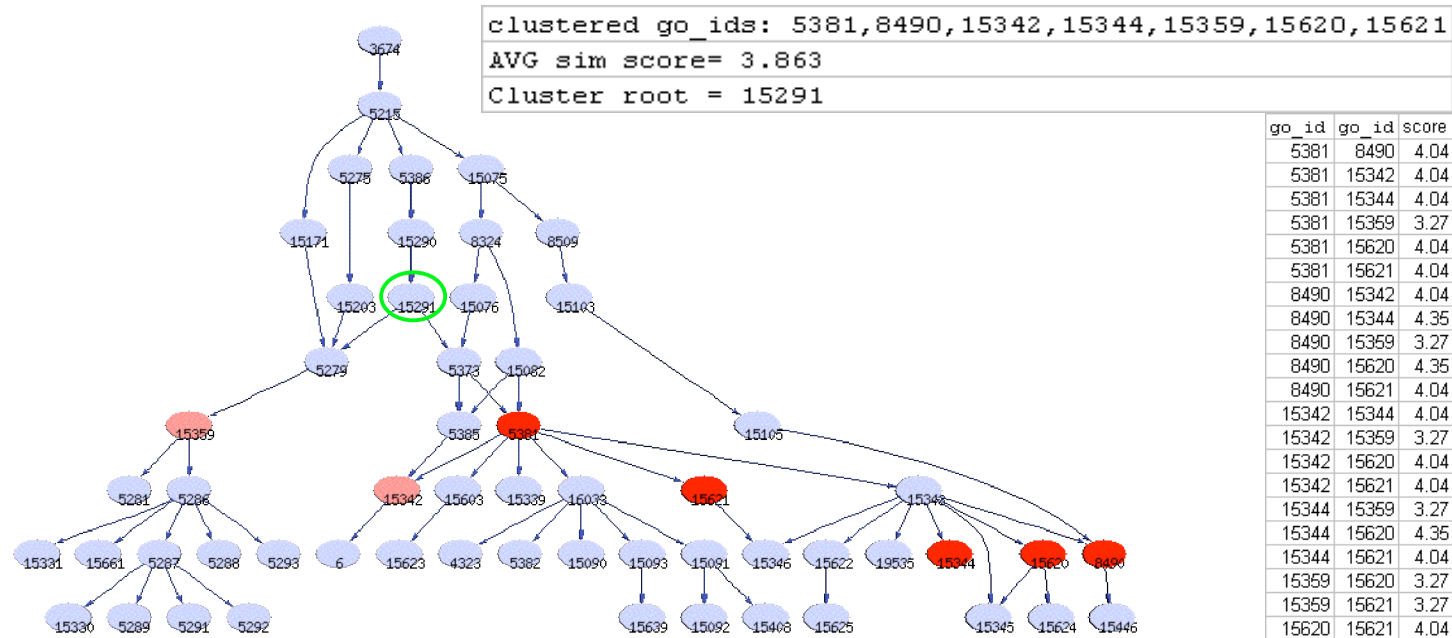 clustered go_ids: 5381,8490,15342,15344,15359,15620,15621
AVG sim score= 3.863
Cluster root = 15291
3674
5215
5275 5386 15075
15171 15290 8324 8509
15203 15291 15076 15103
5279 5373 15082
15359 5385 5381 15105
5281 5286 15342 15603 15339 16033 15621 15343
15331 15661 5287 5288 5293 6 15623 4323 5382 15090 15093 15091 15346 15622 19535 15344 15620 8490
15330 5289 5291 5292 15639 15092 15408 15625 15345 15624 15446
go_id go_id score
5381 8490 4.04
5381 15342 4.04
5381 15344 4.04
5381 15359 3.27
5381 15620 4.04
5381 15621 4.04
8490 15342 4.04
8490 15344 4.35
8490 15359 3.27
8490 15620 4.35
8490 15621 4.04
15342 15344 4.04
15342 15359 3.27
15342 15620 4.04
15342 15621 4.04
15344 15359 3.27
15344 15620 4.35
15344 15621 4.04
15359 15620 3.27
15359 15621 3.27
15620 15621 4.04